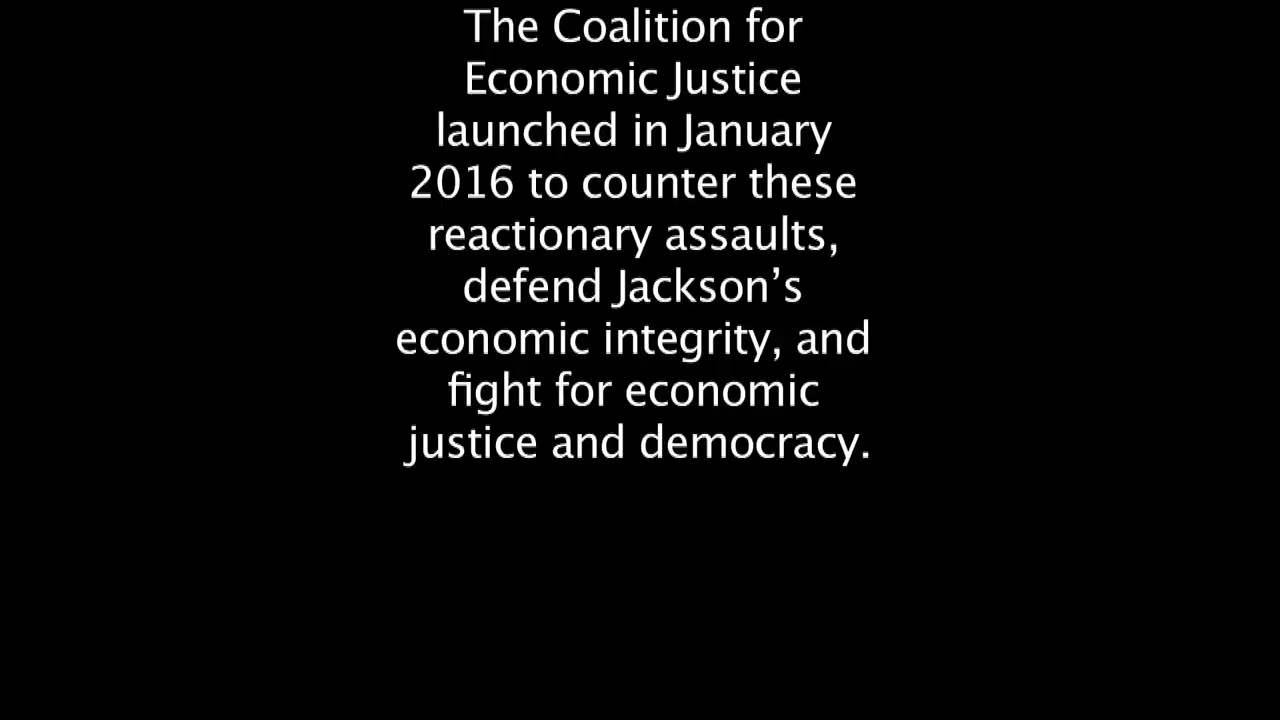 The Coalition for
Economic Justice
launched in January
2016 to counter these
reactionary assaults,
defend Jackson’s
economic integrity, and
fight for economic
justice and democracy.